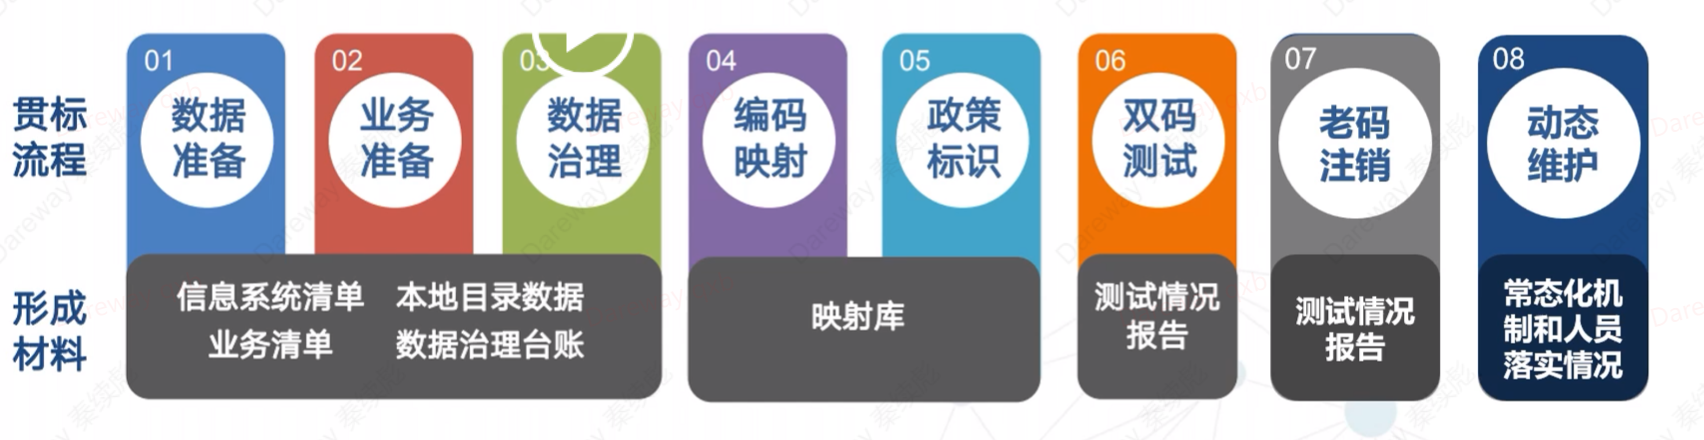 贯标
流程
01
数据
准备
02
业务
准备
03
数据
治理
04
编码
映射
05
政策
标识
06
双码
测试
07
老码
注销
08
动态
维护
形成
材料
信息系统清单 本地目录数据
业务清单 数据治理台账
映射库
测试情况
报告
测试情况
报告
常态化机
制和人员
落实情况